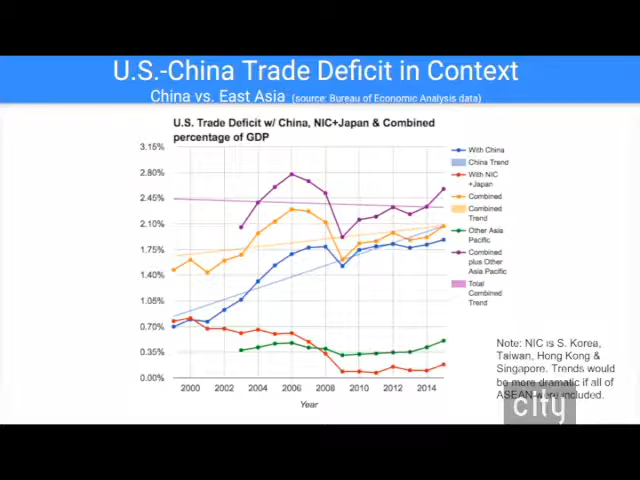 U.S.-China Trade Deficit in Context
China vs. East Asia (source: Bureau of Economic Analysis data)
U.S. Trade Deficit w/ China, NIC+Japan & Combined
percentage of GDP
3.15%
2.80%
2.45%
2.10%
1.75%
1.40%
1.05%
0.70%
0.35%
0.00%
2000 2002 2004 2006 2008 2010 2012 2014
Year
With China
China Trend
With NIC
+Japan
Combined
Combined
Trend
Other Asia
Pacific
Combined
plus Other
Asia Pacific
Total
Combined
Trend
Note: NIC is S. Korea,
Taiwan, Hong Kong &
Singapore. Trends would
be more dramatic if all of
ASEAN were included.
city